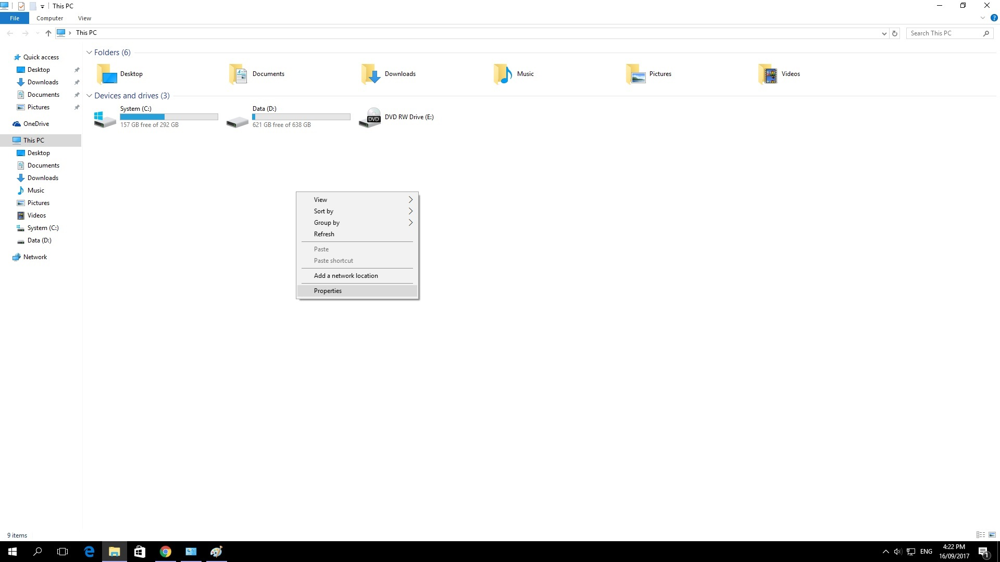 This PC
File
Computer
View
This PC
Search This PC
Quick access
Desktop
Downloads
Documents
Pictures
OneDrive
This PC
Desktop
Documents
Downloads
Music
Pictures
Videos
System (C:)
Data (D:)
Network
Folders (6)
Desktop
Documents
Downloads
Music
Pictures
Videos
Devices and drives (3)
System (C:)
157 GB free of 292 GB
Data (D:)
621 GB free of 638 GB
DVD
DVD RW Drive (E:)
View
Sort by
Group by
Refresh
Paste
Paste shortcut
Add a network location
Properties
9 items
ENG
4:22 PM
16/09/2017
1